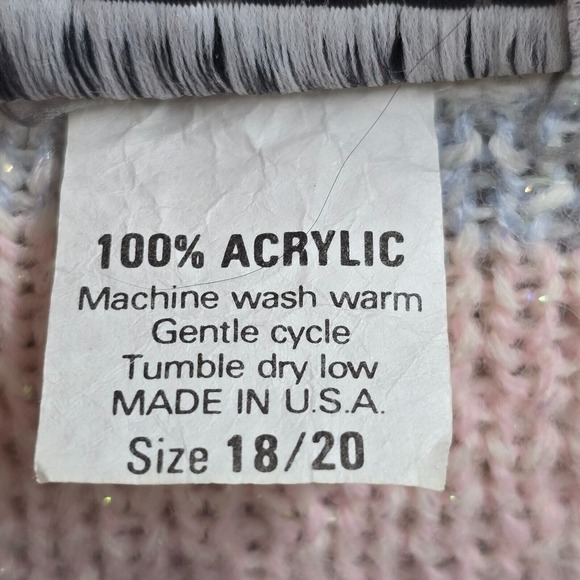 100% ACRYLIC
Machine wash warm
Gentle cycle
Tumble dry low
MADE IN U.S.A.
Size 18/20